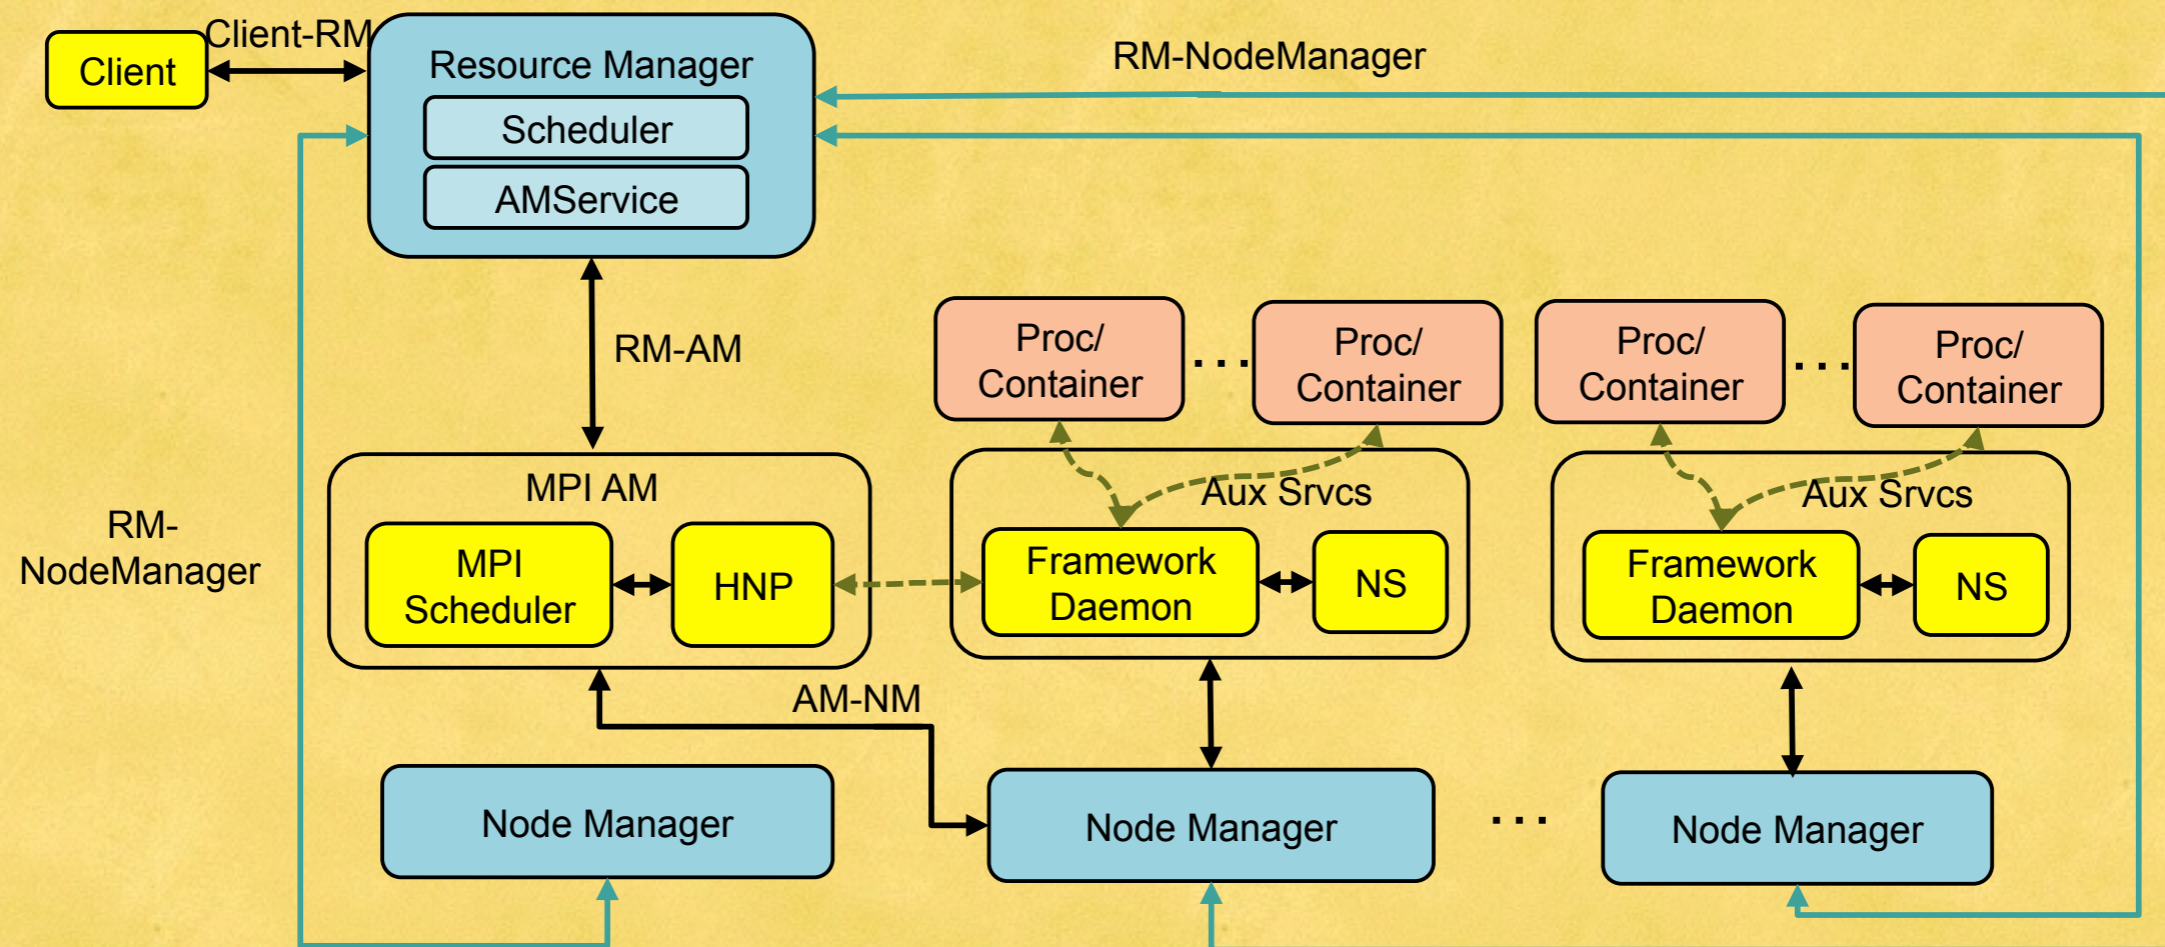 Client-RM
Client
Resource Manager
Scheduler
AMService
RM-NodeManager
RM-AM
Proc/
Container
...
Proc/
Container
Proc/
Container
...
Proc/
Container
RM-
NodeManager
MPI AM
MPI
Scheduler
HNP
Aux Srvcs
Framework
Daemon
NS
Aux Srvcs
Framework
Daemon
NS
AM-NM
Node Manager
Node Manager
...
Node Manager